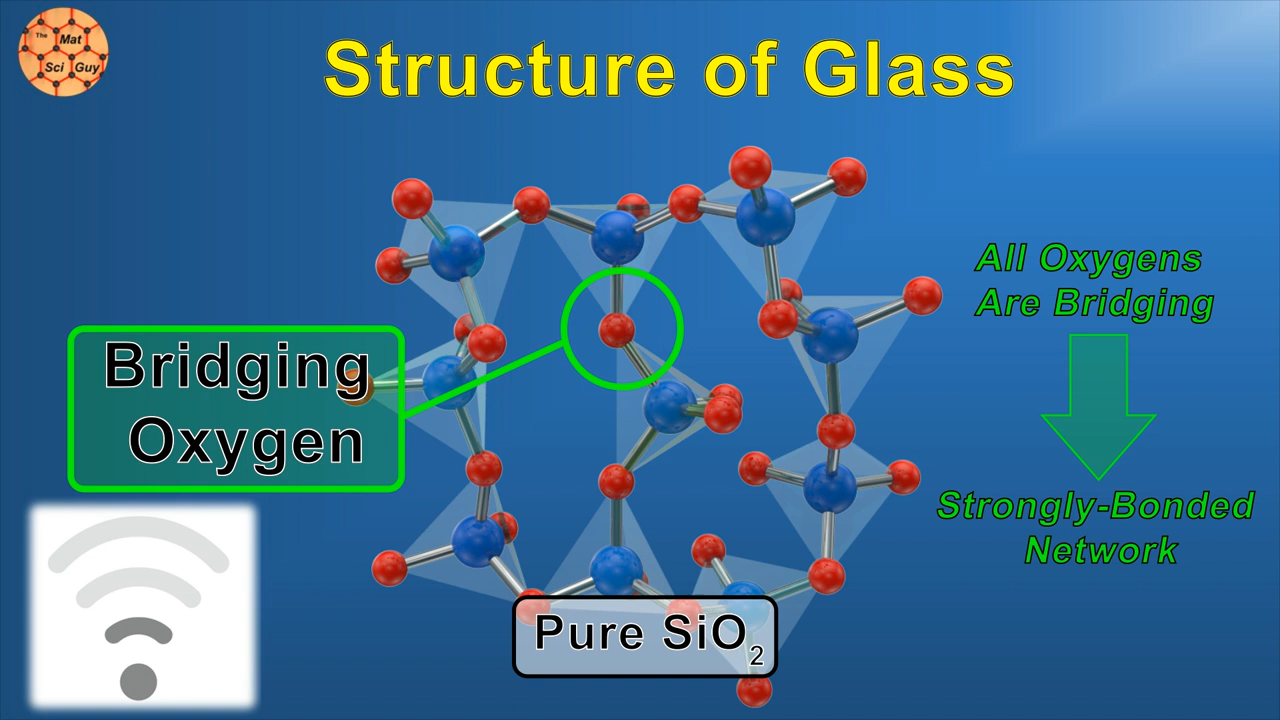 The
Mat
Sci Guy
Structure of Glass
All Oxygens
Are Bridging
Bridging
Oxygen
Strongly-Bonded
Network
Pure SiO₂